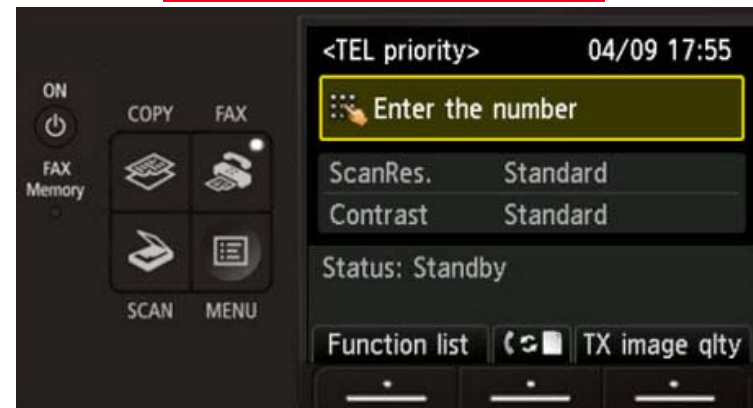 <TEL priority> 04/09 17:55
Enter the number
ScanRes. Standard
Contrast Standard
Status: Standby
Function list TX image qlty
ON
COPY FAX
FAX
Memory
SCAN MENU